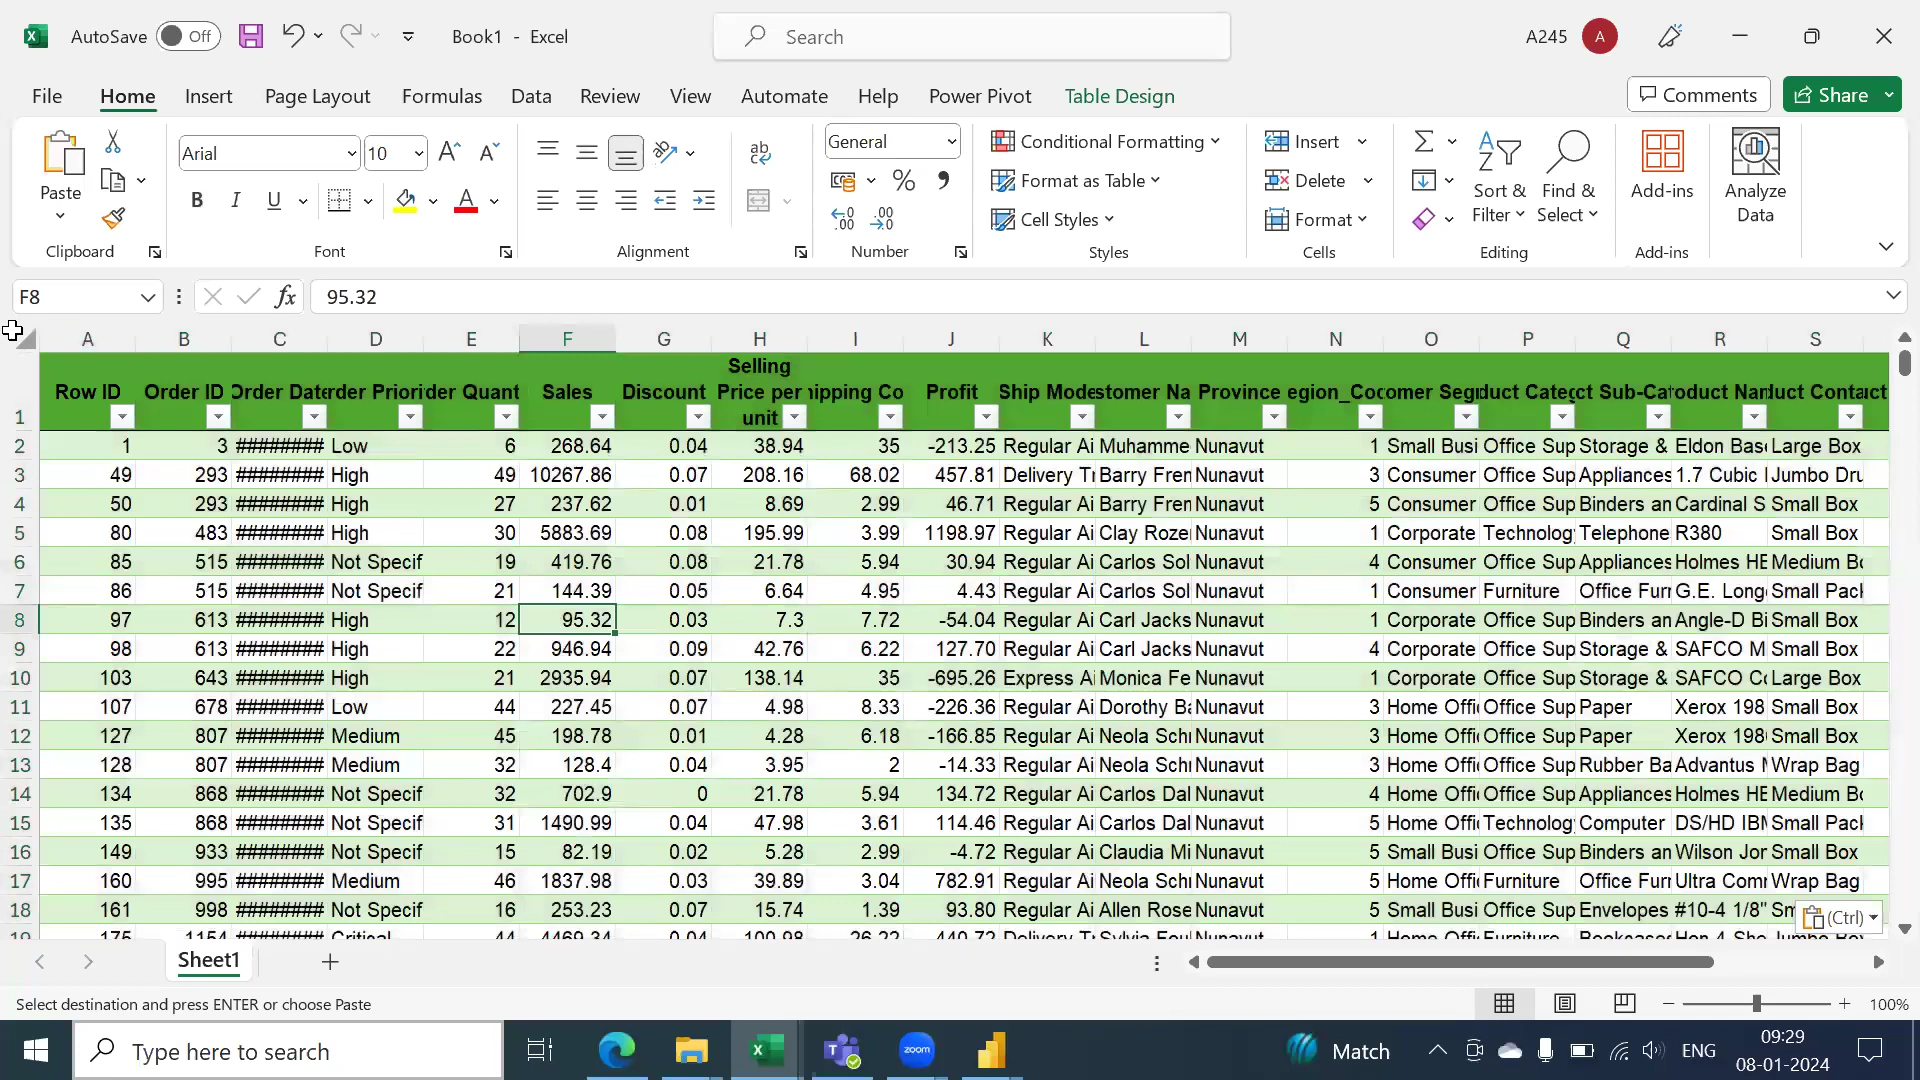 AutoSave Off Book1 - Excel Search A245 A
File Home Insert Page Layout Formulas Data Review View Automate Help Power Pivot Table Design Comments Share
Paste Arial 10 General Conditional Formatting Insert
Format as Table Delete Sort & Filter Find & Select Add-ins Analyze Data
Cell Styles Format
Clipboard Font Alignment Number Styles Cells Editing Add-ins
F8 fx 95.32
A B C D E F G H I J K L M N O P Q R S
1 Row ID Order ID Order Date rder Priori der Quant Sales Discount Selling Price per unit hipping Co Profit Ship Mode stomer Na Province egion_Cod omer Seg duct Categ ct Sub-Cat oduct Nam duct Conta
2 1 3 ######## Low 6 268.64 0.04 38.94 35 -213.25 Regular Ai Muhamme Nunavut 1 Small Busi Office Sup Storage & Eldon Base Large Box
3 49 293 ######## High 49 10267.86 0.07 208.16 68.02 457.81 Delivery Tr Barry Fren Nunavut 3 Consumer Office Sup Appliances 1.7 Cubic Jumbo Dru
4 50 293 ######## High 27 237.62 0.01 8.69 2.99 46.71 Regular Ai Barry Fren Nunavut 5 Consumer Office Sup Binders an Cardinal S Small Box
5 80 483 ######## High 30 5883.69 0.08 195.99 3.99 1198.97 Regular Ai Clay Roze Nunavut 1 Corporate Technology Telephone R380 Small Box
6 85 515 ######## Not Specif 19 419.76 0.08 21.78 5.94 30.94 Regular Ai Carlos Sol Nunavut 4 Consumer Office Sup Appliances Holmes HE Medium Bo
7 86 515 ######## Not Specif 21 144.39 0.05 6.64 4.95 4.43 Regular Ai Carlos Sol Nunavut 1 Consumer Furniture Office Furn G.E. Long Small Pack
8 97 613 ######## High 12 95.32 0.03 7.3 7.72 -54.04 Regular Ai Carl Jacks Nunavut 1 Corporate Office Sup Binders an Angle-D Bi Small Box
9 98 613 ######## High 22 946.94 0.09 42.76 6.22 127.70 Regular Ai Carl Jacks Nunavut 4 Corporate Office Sup Storage & SAFCO M Small Box
10 103 643 ######## High 21 2935.94 0.07 138.14 35 -695.26 Express Ai Monica Fe Nunavut 1 Corporate Office Sup Storage & SAFCO Co Large Box
11 107 678 ######## Low 44 227.45 0.07 4.98 8.33 -226.36 Regular Ai Dorothy Ba Nunavut 3 Home Offi Office Sup Paper Xerox 198 Small Box
12 127 807 ######## Medium 45 198.78 0.01 4.28 6.18 -166.85 Regular Ai Neola Schn Nunavut 3 Home Offi Office Sup Paper Xerox 198 Small Box
13 128 807 ######## Medium 32 128.4 0.04 3.95 2 -14.33 Regular Ai Neola Schn Nunavut 3 Home Offi Office Sup Rubber Ba Advantus Wrap Bag
14 134 868 ######## Not Specif 32 702.9 0 21.78 5.94 134.72 Regular Ai Carlos Dal Nunavut 4 Home Offi Office Sup Appliances Holmes HE Medium Bo
15 135 868 ######## Not Specif 31 1490.99 0.04 47.98 3.61 114.46 Regular Ai Carlos Dal Nunavut 5 Home Offi Technology Computer DS/HD IBM Small Pack
16 149 933 ######## Not Specif 15 82.19 0.02 5.28 2.99 -4.72 Regular Ai Claudia Mi Nunavut 5 Small Busi Office Sup Binders an Wilson Jor Small Box
17 160 995 ######## Medium 46 1837.98 0.03 39.89 3.04 782.91 Regular Ai Neola Schn Nunavut 5 Home Offi Furniture Office Furn Ultra Comm Wrap Bag
18 161 998 ######## Not Specif 16 253.23 0.07 15.74 1.39 93.80 Regular Ai Allen Rose Nunavut 5 Small Busi Office Sup Envelopes #10-4 1/8" Sm (Ctrl)
Sheet1
Select destination and press ENTER or choose Paste 100%
Type here to search zoom Match ENG 09:29
08-01-2024